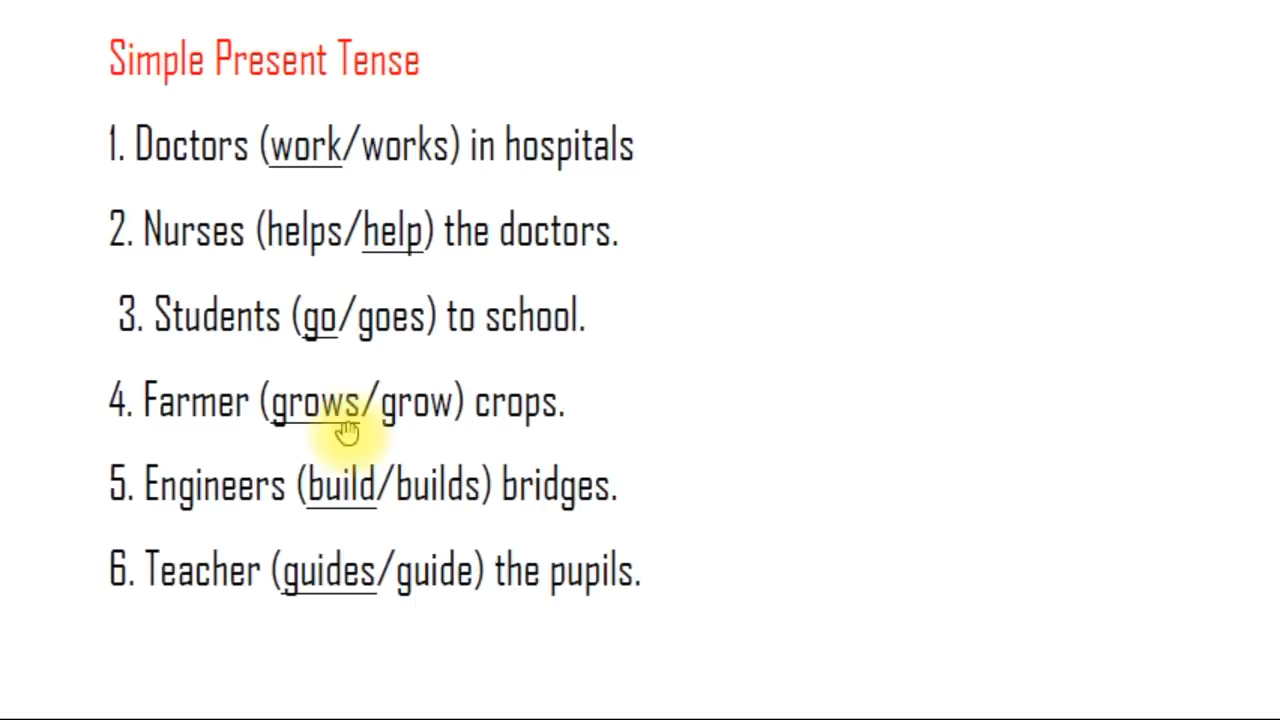 Simple Present Tense
1. Doctors (work/works) in hospitals
2. Nurses (helps/help) the doctors.
3. Students (go/goes) to school.
4. Farmer (grows/grow) crops.
5. Engineers (build/builds) bridges.
6. Teacher (guides/guide) the pupils.